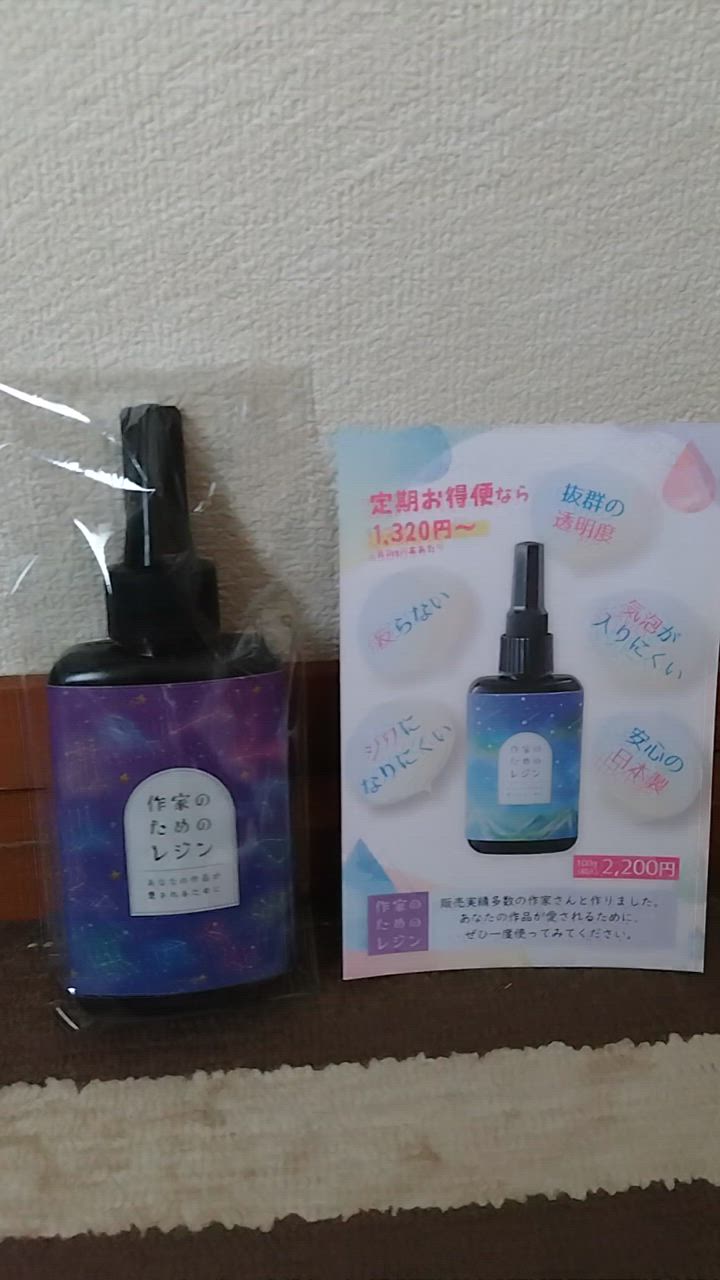 作家の
ための
レジン
あなたの作品が
愛されるために
定期お得便なら
1,320円〜
抜群の
透明度
反らない
気泡が
入りにくい
シワに
なりにくい
安心の
日本製
作家の
ための
レジン
100g
(税込)
2,200円
作家の
ための
レジン
販売実績多数の作家さんと作りました。
あなたの作品が愛されるために、
ぜひ一度使ってみてください。